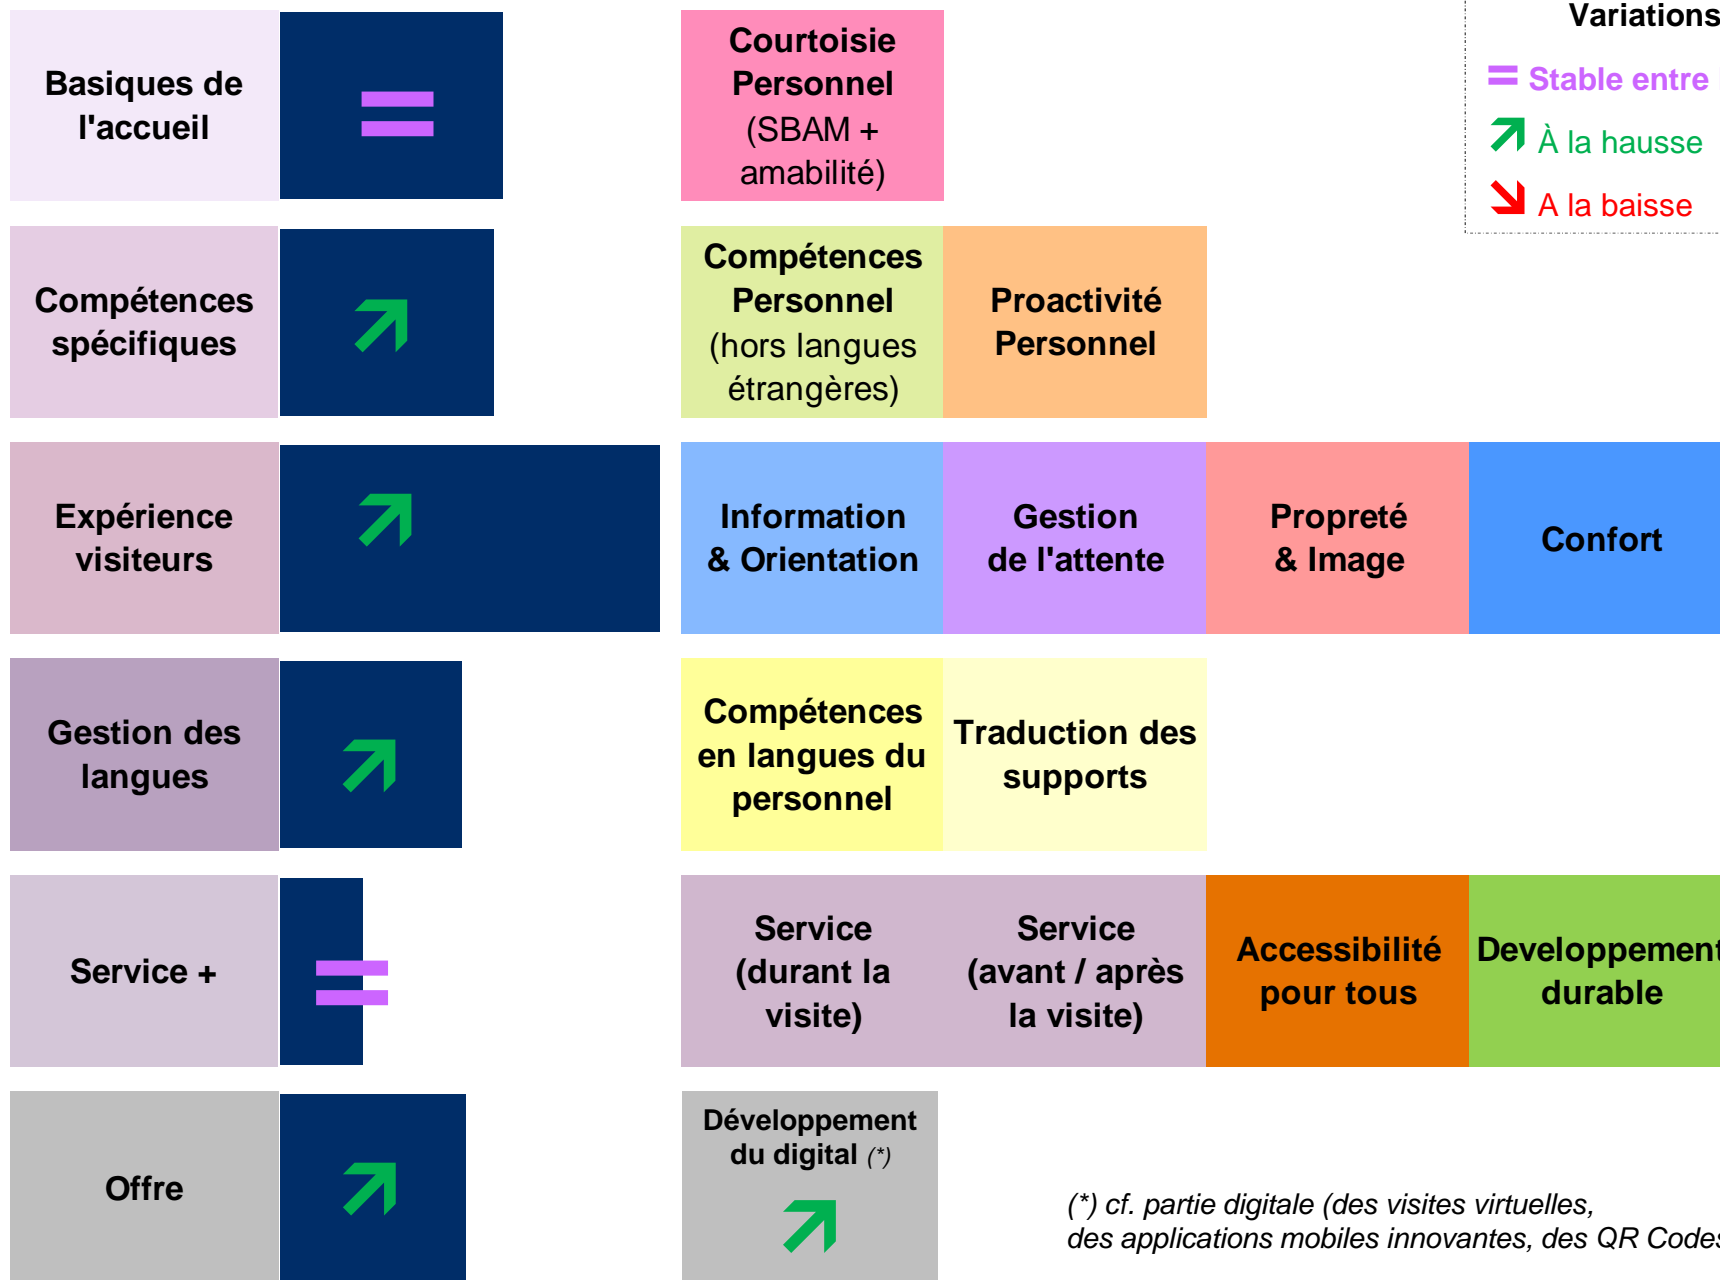 Variations
= Stable entre
À la hausse
A la baisse
Basiques de
l'accueil
=
Courtoisie
Personnel
(SBAM +
amabilité)
Compétences
spécifiques
Compétences
Personnel
(hors langues
étrangères)
Proactivité
Personnel
Expérience
visiteurs
Information
& Orientation
Gestion
de l'attente
Propreté
& Image
Confort
Gestion des
langues
Compétences
en langues du
personnel
Traduction des
supports
Service +
=
Service
(durant la
visite)
Service
(avant / après
la visite)
Accessibilité
pour tous
Developpement
durable
Offre
Développement
du digital (*)
(*) cf. partie digitale (des visites virtuelles,
des applications mobiles innovantes, des QR Codes